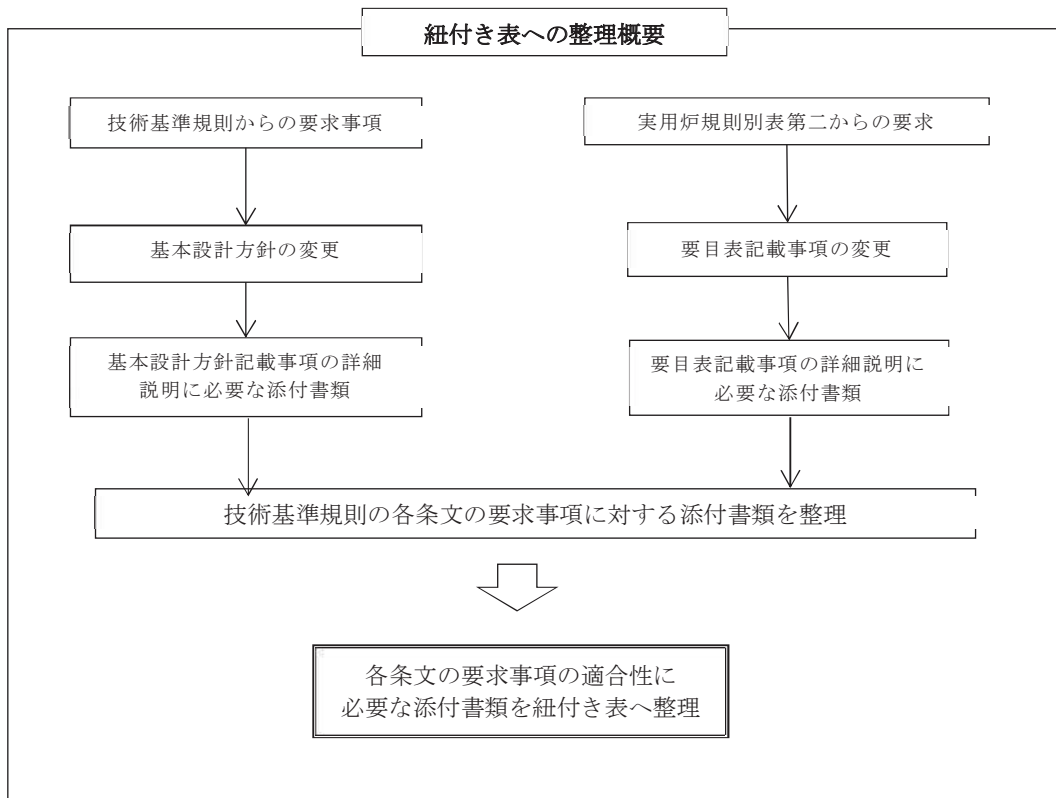 紐付き表への整理概要
技術基準規則からの要求事項
実用炉規則別表第二からの要求
基本設計方針の変更
要目表記載事項の変更
基本設計方針記載事項の詳細
説明に必要な添付書類
要目表記載事項の詳細説明に
必要な添付書類
技術基準規則の各条文の要求事項に対する添付書類を整理
各条文の要求事項の適合性に
必要な添付書類を紐付き表へ整理